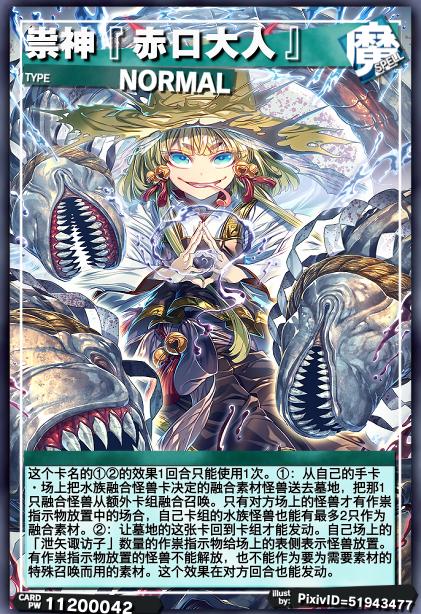 祟神『赤口大人』
魔
SPELL
TYPE
NORMAL
这个卡名的①②的效果1回合只能使用1次。①：从自己的手卡
·场上把水族融合怪兽卡决定的融合素材怪兽送去墓地，把那1
只融合怪兽从额外卡组融合召唤。只有对方场上的怪兽才有作祟
指示物放置中的场合，自己卡组的水族怪兽也能有最多2只作为
融合素材。②：让墓地的这张卡回到卡组才能发动。自己场上的
「泄矢诹访子」数量的作祟指示物给场上的表侧表示怪兽放置。
有作祟指示物放置的怪兽不能解放，也不能作为要为需要素材的
特殊召唤而用的素材。这个效果在对方回合也能发动。
CARD
PW 11200042
illust
by: PixivID=51943477